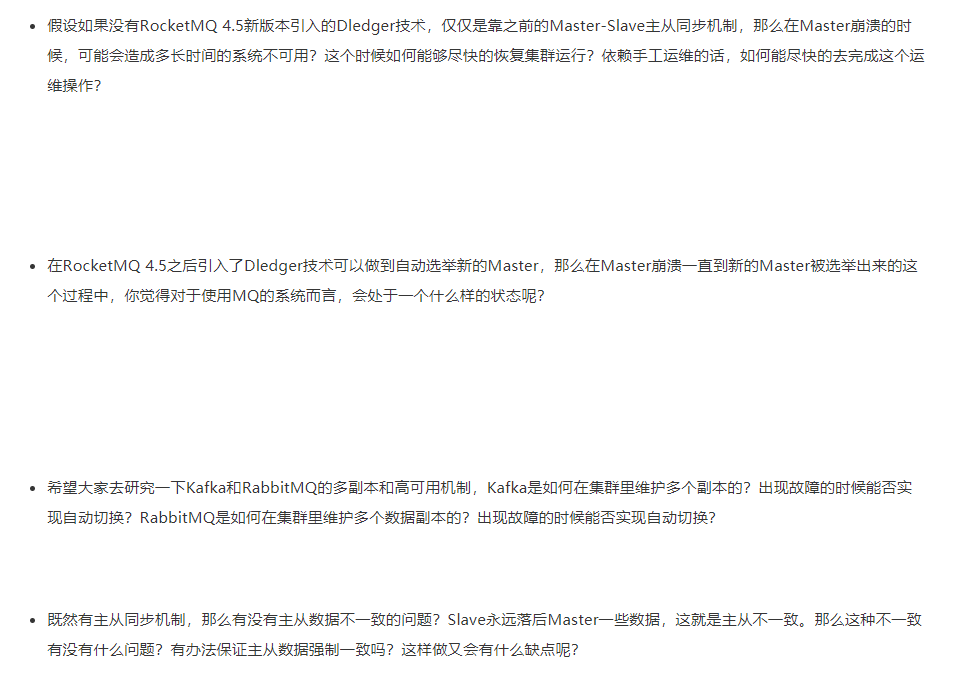 假设如果没有RocketMQ 4.5新版本引入的Dledger技术，仅仅是靠之前的Master-Slave主从同步机制，那么在Master崩溃的时
候，可能会造成多长时间的系统不可用？这个时候如何能够尽快的恢复集群运行？依赖手工运维的话，如何能尽快的去完成这个运
维操作？
在RocketMQ 4.5之后引入了Dledger技术可以做到自动选举新的Master，那么在Master崩溃一直到新的Master被选举出来的这
个过程中，你觉得对于使用MQ的系统而言，会处于一个什么样的状态呢？
希望大家去研究一下Kafka和RabbitMQ的多副本和高可用机制，Kafka是如何在集群里维护多个副本的？出现故障的时候能否实
现自动切换？RabbitMQ是如何在集群里维护多个数据副本的？出现故障的时候能否实现自动切换？
既然有主从同步机制，那么有没有主从数据不一致的问题？Slave永远落后Master一些数据，这就是主从不一致。那么这种不一致
有没有什么问题？有办法保证主从数据强制一致吗？这样做又会有什么缺点呢？